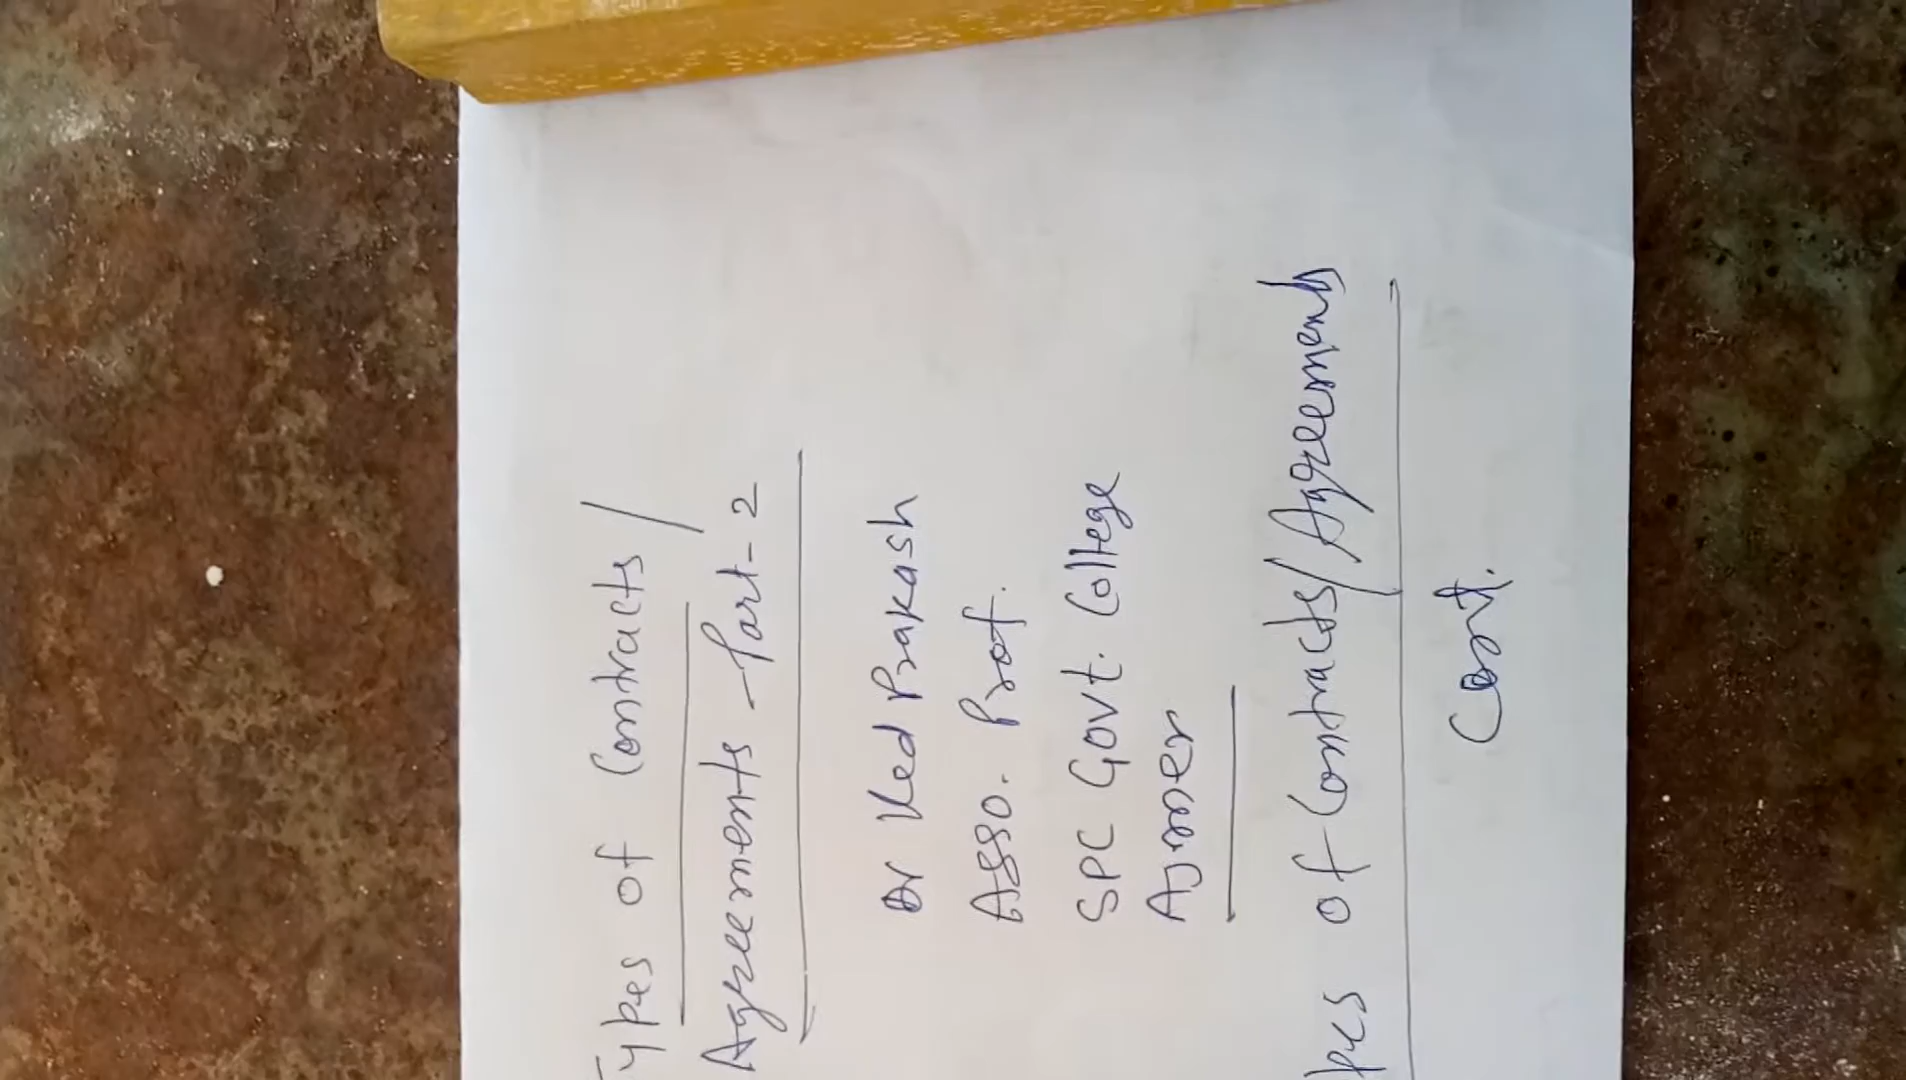 Types of Contracts/
Agreements - Part-2
Dr Ved Prakash
Asso. Prof.
SPC Govt. College
Ajmer
pes of Contracts/Agreements
Cont.